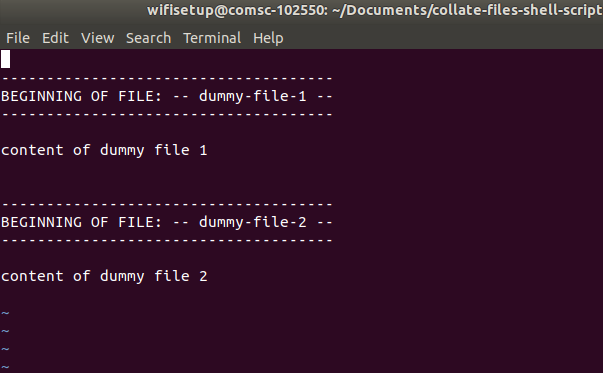 wifisetup@comsc-102550: ~/Documents/collate-files-shell-script
File Edit View Search Terminal Help
-------------------------------------
BEGINNING OF FILE: -- dummy-file-1 --
-------------------------------------
content of dummy file 1
-------------------------------------
BEGINNING OF FILE: -- dummy-file-2 --
-------------------------------------
content of dummy file 2
~
~
~
~